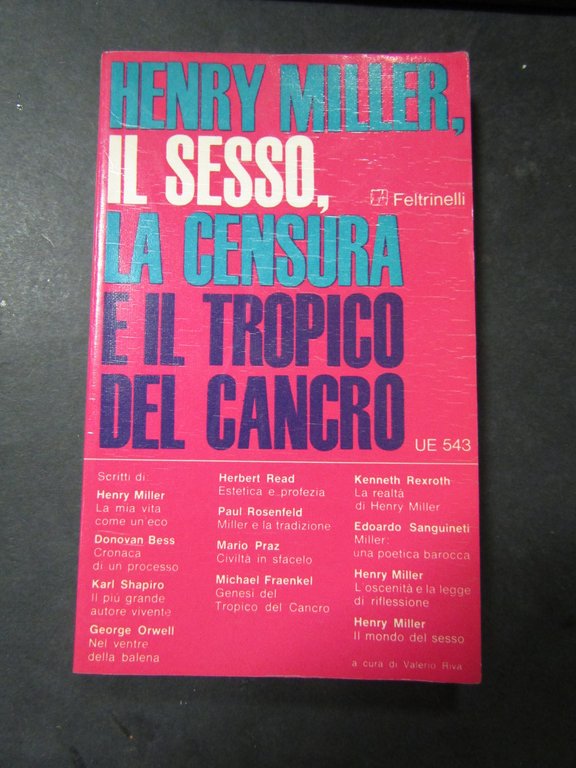 HENRY MILLER,
IL SESSO,
Feltrinelli
LA CENSURA
E IL TROPICO
DEL CANCRO
UE 543
Scritti di:
Henry Miller
La mia vita
come un'eco
Donovan Bess
Cronaca
di un processo
Karl Shapiro
Il più grande
autore vivente
George Orwell
Nel ventre
della balena
Herbert Read
Estetica e profezia
Paul Rosenfeld
Miller e la tradizione
Mario Praz
Civiltà in sfacelo
Michael Fraenkel
Genesi del
Tropico del Cancro
Kenneth Rexroth
La realtà
di Henry Miller
Edoardo Sanguineti
Miller:
una poetica barocca
Henry Miller
L'oscenità e la legge
di riflessione
Henry Miller
Il mondo del sesso
a cura di Valerio Riva